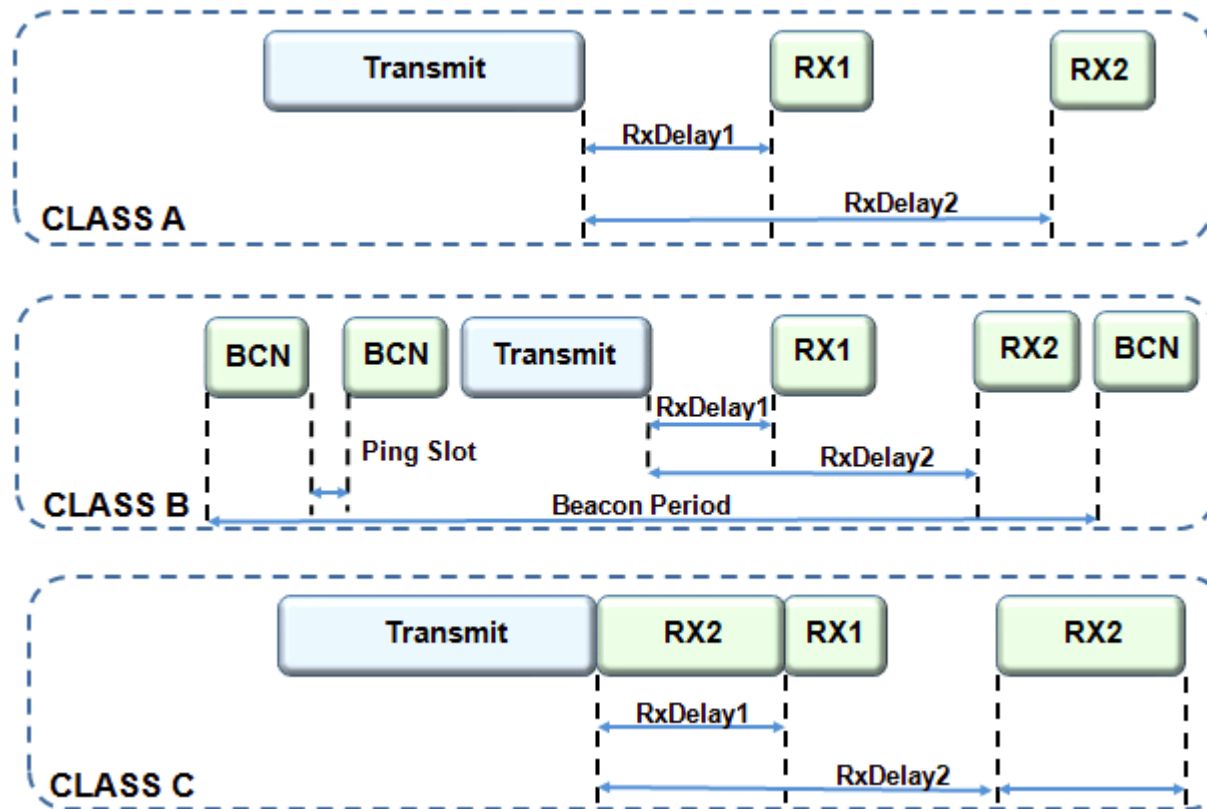 Transmit RX1 RX2
RxDelay1
RxDelay2
CLASS A
BCN BCN Transmit RX1 RX2 BCN
RxDelay1
Ping Slot
RxDelay2
CLASS B
Beacon Period
Transmit RX2 RX1 RX2
RxDelay1
RxDelay2
CLASS C